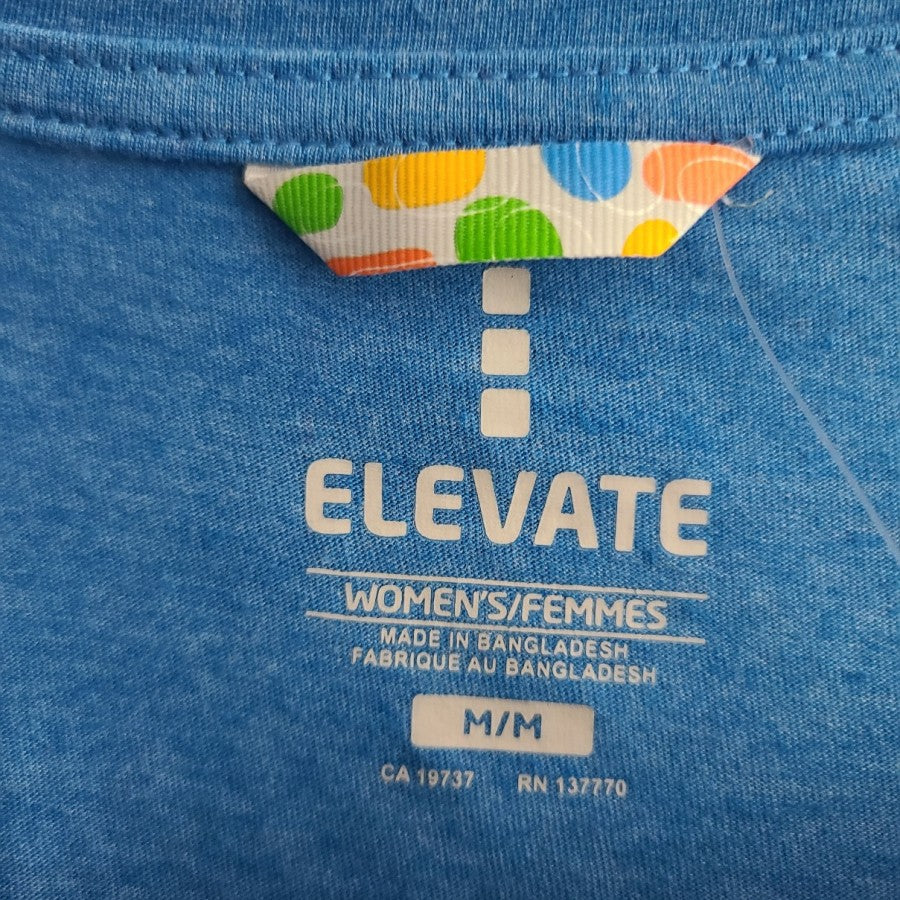 ELEVATE
WOMEN'S/FEMMES
MADE IN BANGLADESH
FABRIQUE AU BANGLADESH
M/M
CA 19737 RN 137770